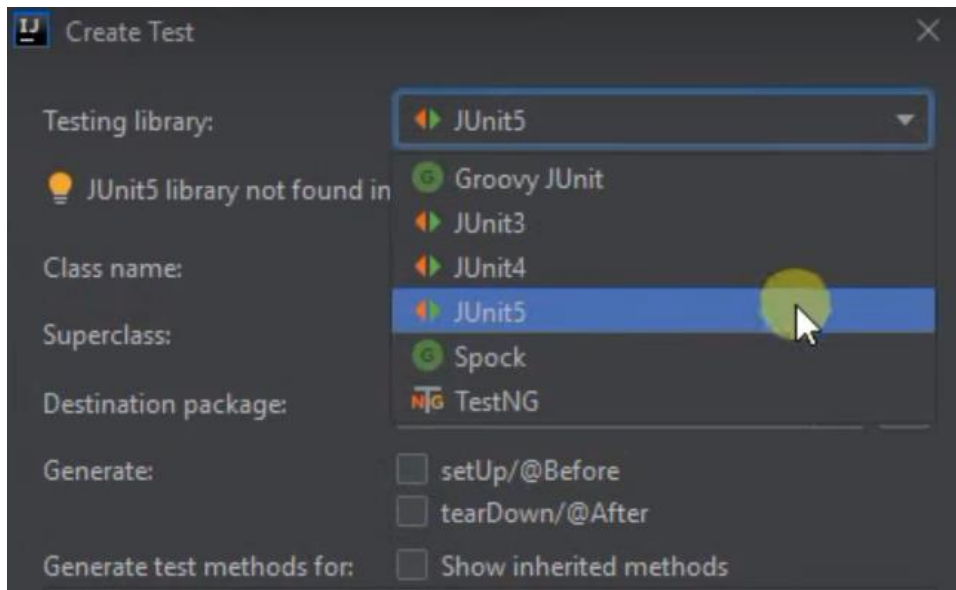 IJ Create Test
Testing library: JUnit5
Groovy JUnit
JUnit5 library not found in
JUnit3
Class name: JUnit4
JUnit5
Superclass:
Spock
Destination package: NTG TestNG
Generate: setUp/@Before
tearDown/@After
Generate test methods for: Show inherited methods